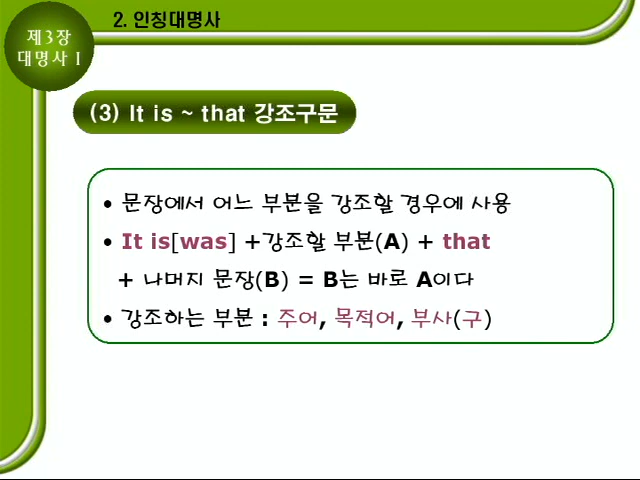 2. 인칭대명사
제3장
대명사 I
(3) It is ~ that 강조구문
• 문장에서 어느 부분을 강조할 경우에 사용
• It is[was] +강조할 부분(A) + that
+ 나머지 문장(B) = B는 바로 A이다
• 강조하는 부분 : 주어, 목적어, 부사(구)